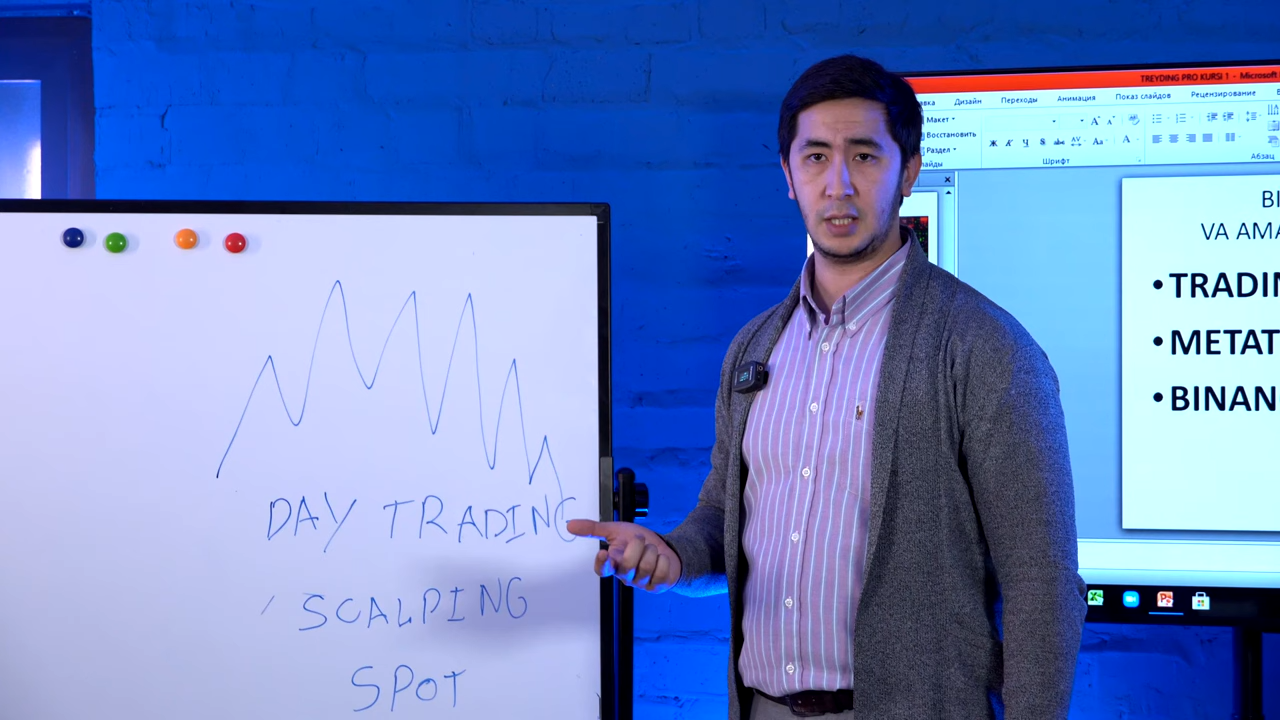 DAY TRADING
SCALPING
SPOT
TREYDING PRO KURSI 1 - Microsoft
Дизайн Переходы Анимация Показ слайдов Рецензирование
Макет
Восстановить
Раздел
Шрифт
Абзац
VA
• TRADIN
• METAT
• BINAN